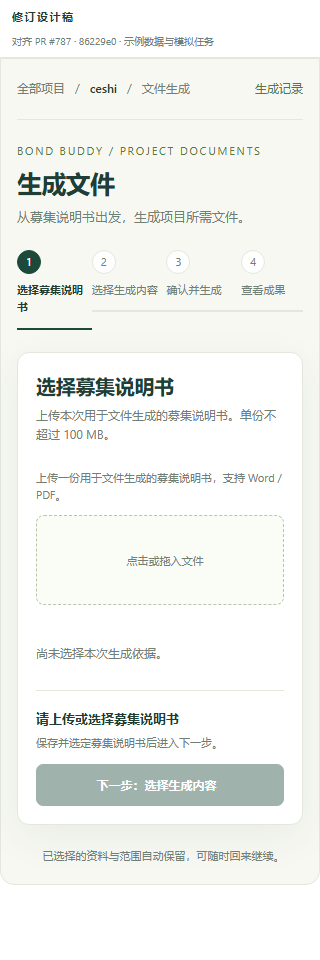 修订设计稿
对齐 PR #787 · 86229e0 · 示例数据与模拟任务
全部项目 / ceshi / 文件生成 生成记录
BOND BUDDY / PROJECT DOCUMENTS
生成文件
从募集说明书出发，生成项目所需文件。
1 2 3 4
选择募集说明 选择生成内容 确认并生成 查看成果
书
选择募集说明书
上传本次用于文件生成的募集说明书。单份不
超过 100 MB。
上传一份用于文件生成的募集说明书，支持 Word /
PDF。
点击或拖入文件
尚未选择本次生成依据。
请上传或选择募集说明书
保存并选定募集说明书后进入下一步。
下一步：选择生成内容
已选择的资料与范围自动保留，可随时回来继续。